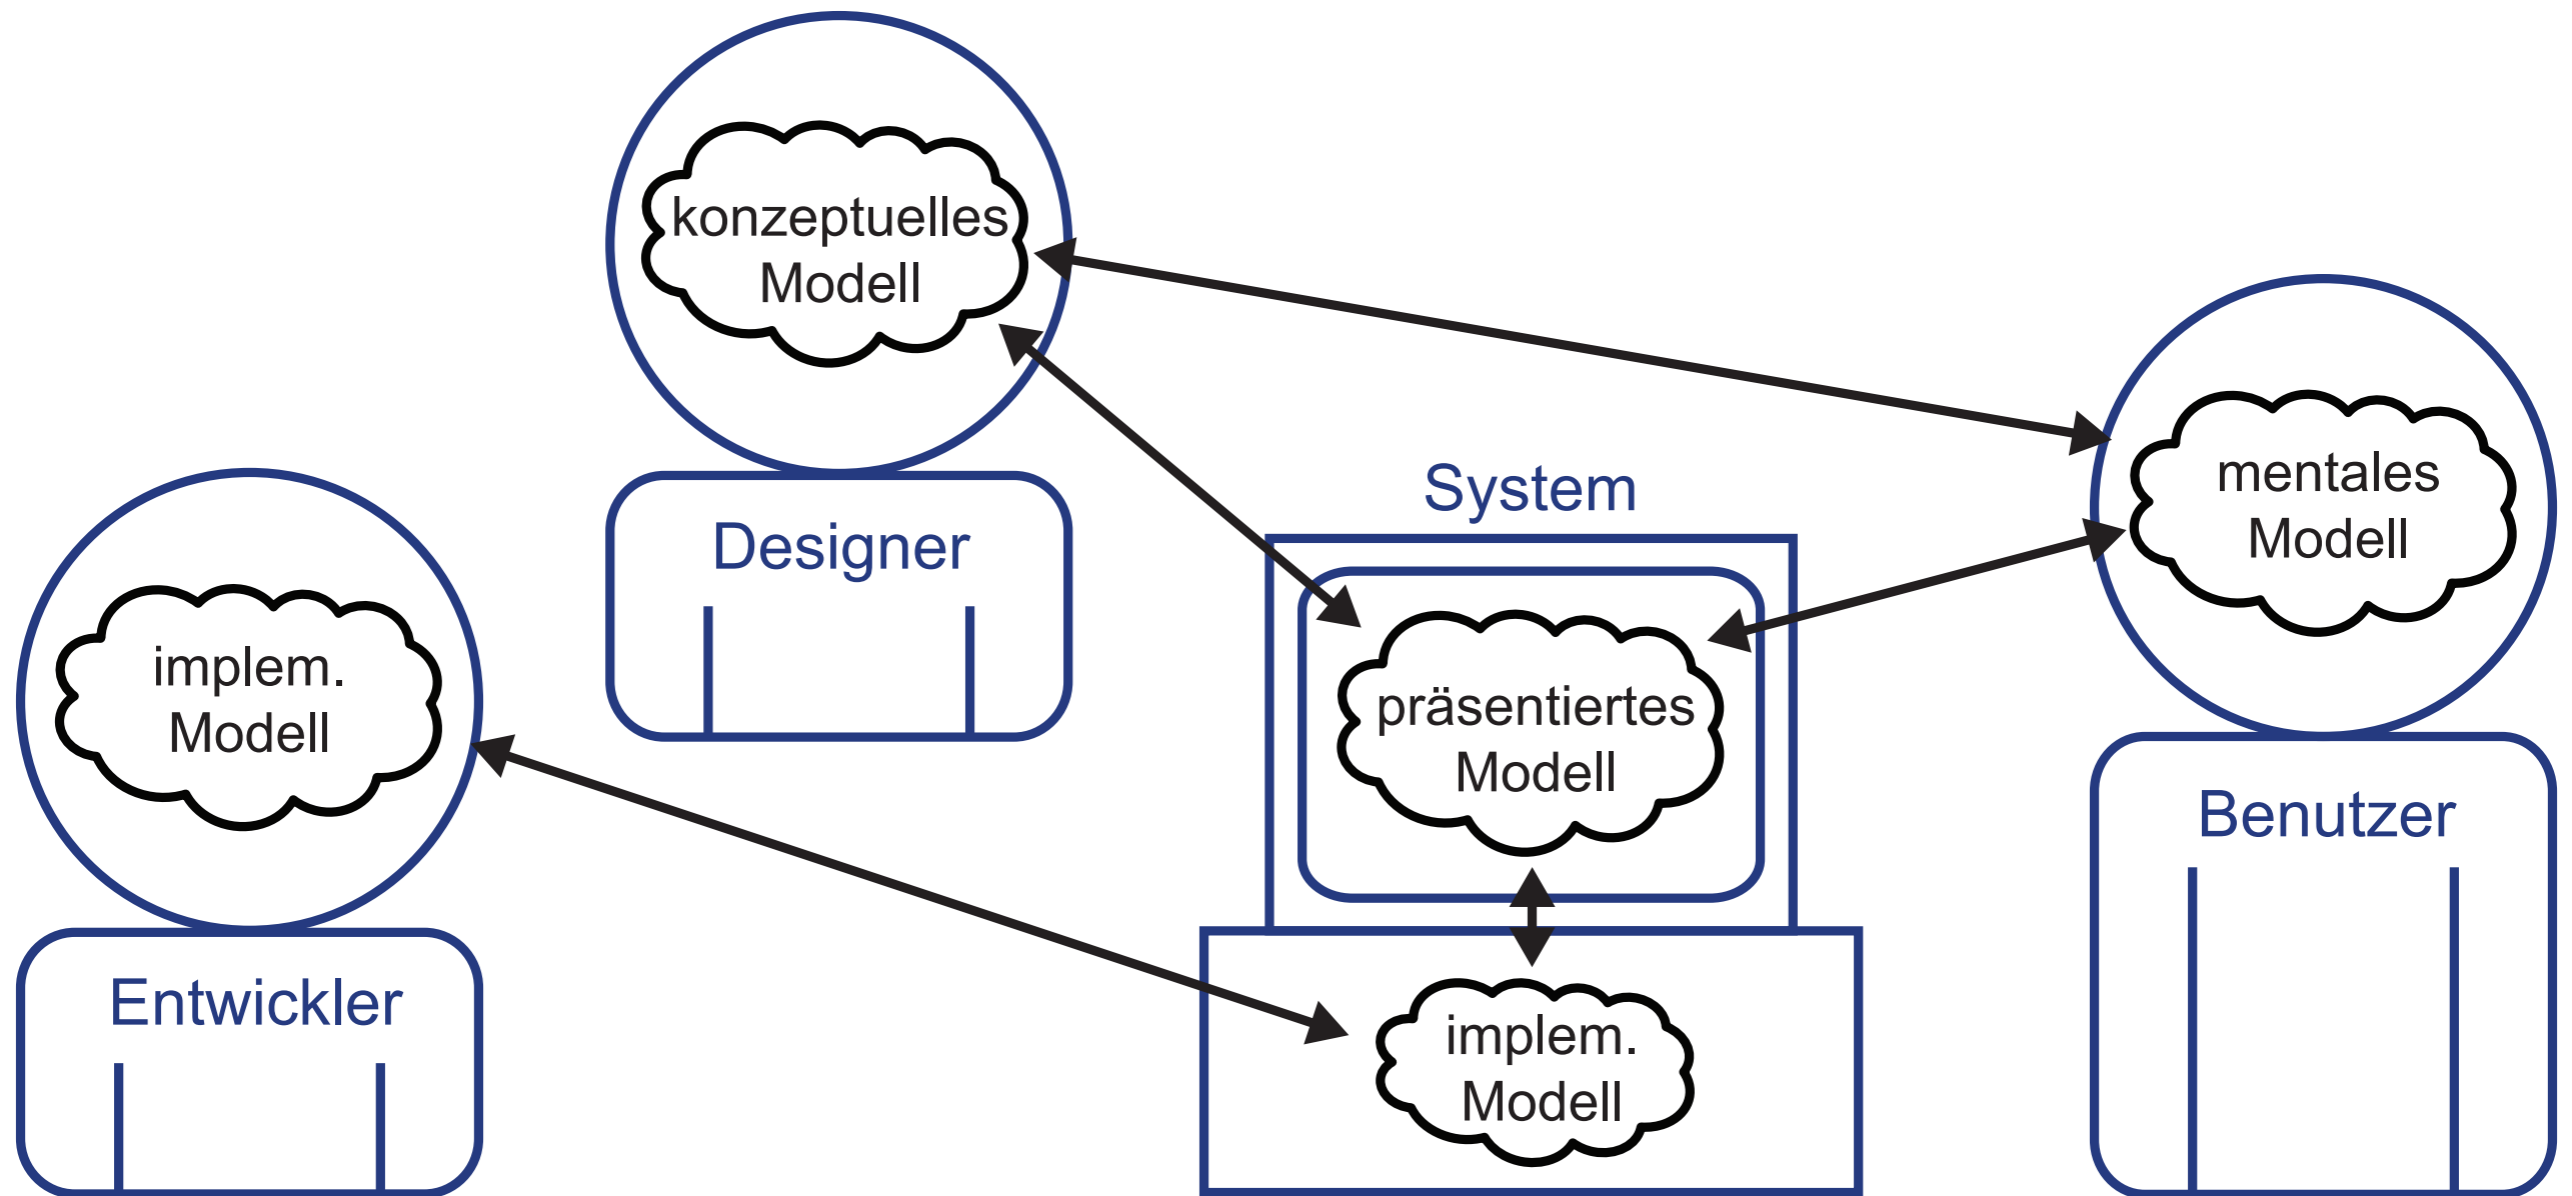 konzeptuelles
Modell
Designer
System
mentales
Modell
implem.
Modell
präsentiertes
Modell
Benutzer
Entwickler
implem.
Modell